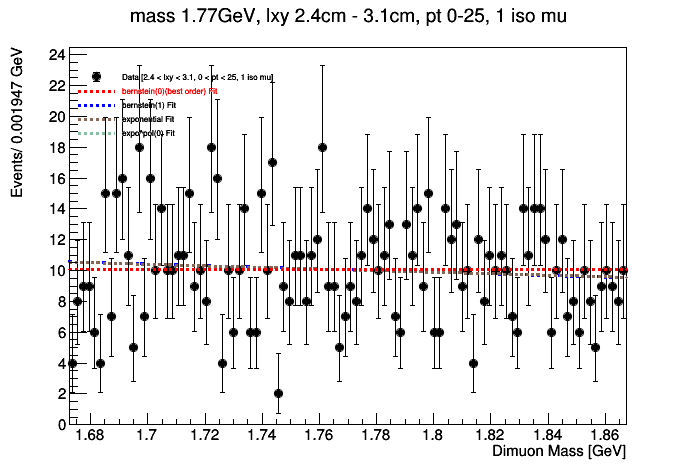 mass 1.77GeV, lxy 2.4cm - 3.1cm, pt 0-25, 1 iso mu
Events/ 0.001947 GeV
24
22
20
18
16
14
12
10
8
6
4
2
0
Data [2.4 < lxy < 3.1, 0 < pt < 25, 1 iso mu]
bernstein(0)(best order) Fit
bernstein(1) Fit
exponential Fit
expo*pol(0) Fit
1.68 1.7 1.72 1.74 1.76 1.78 1.8 1.82 1.84 1.86
Dimuon Mass [GeV]